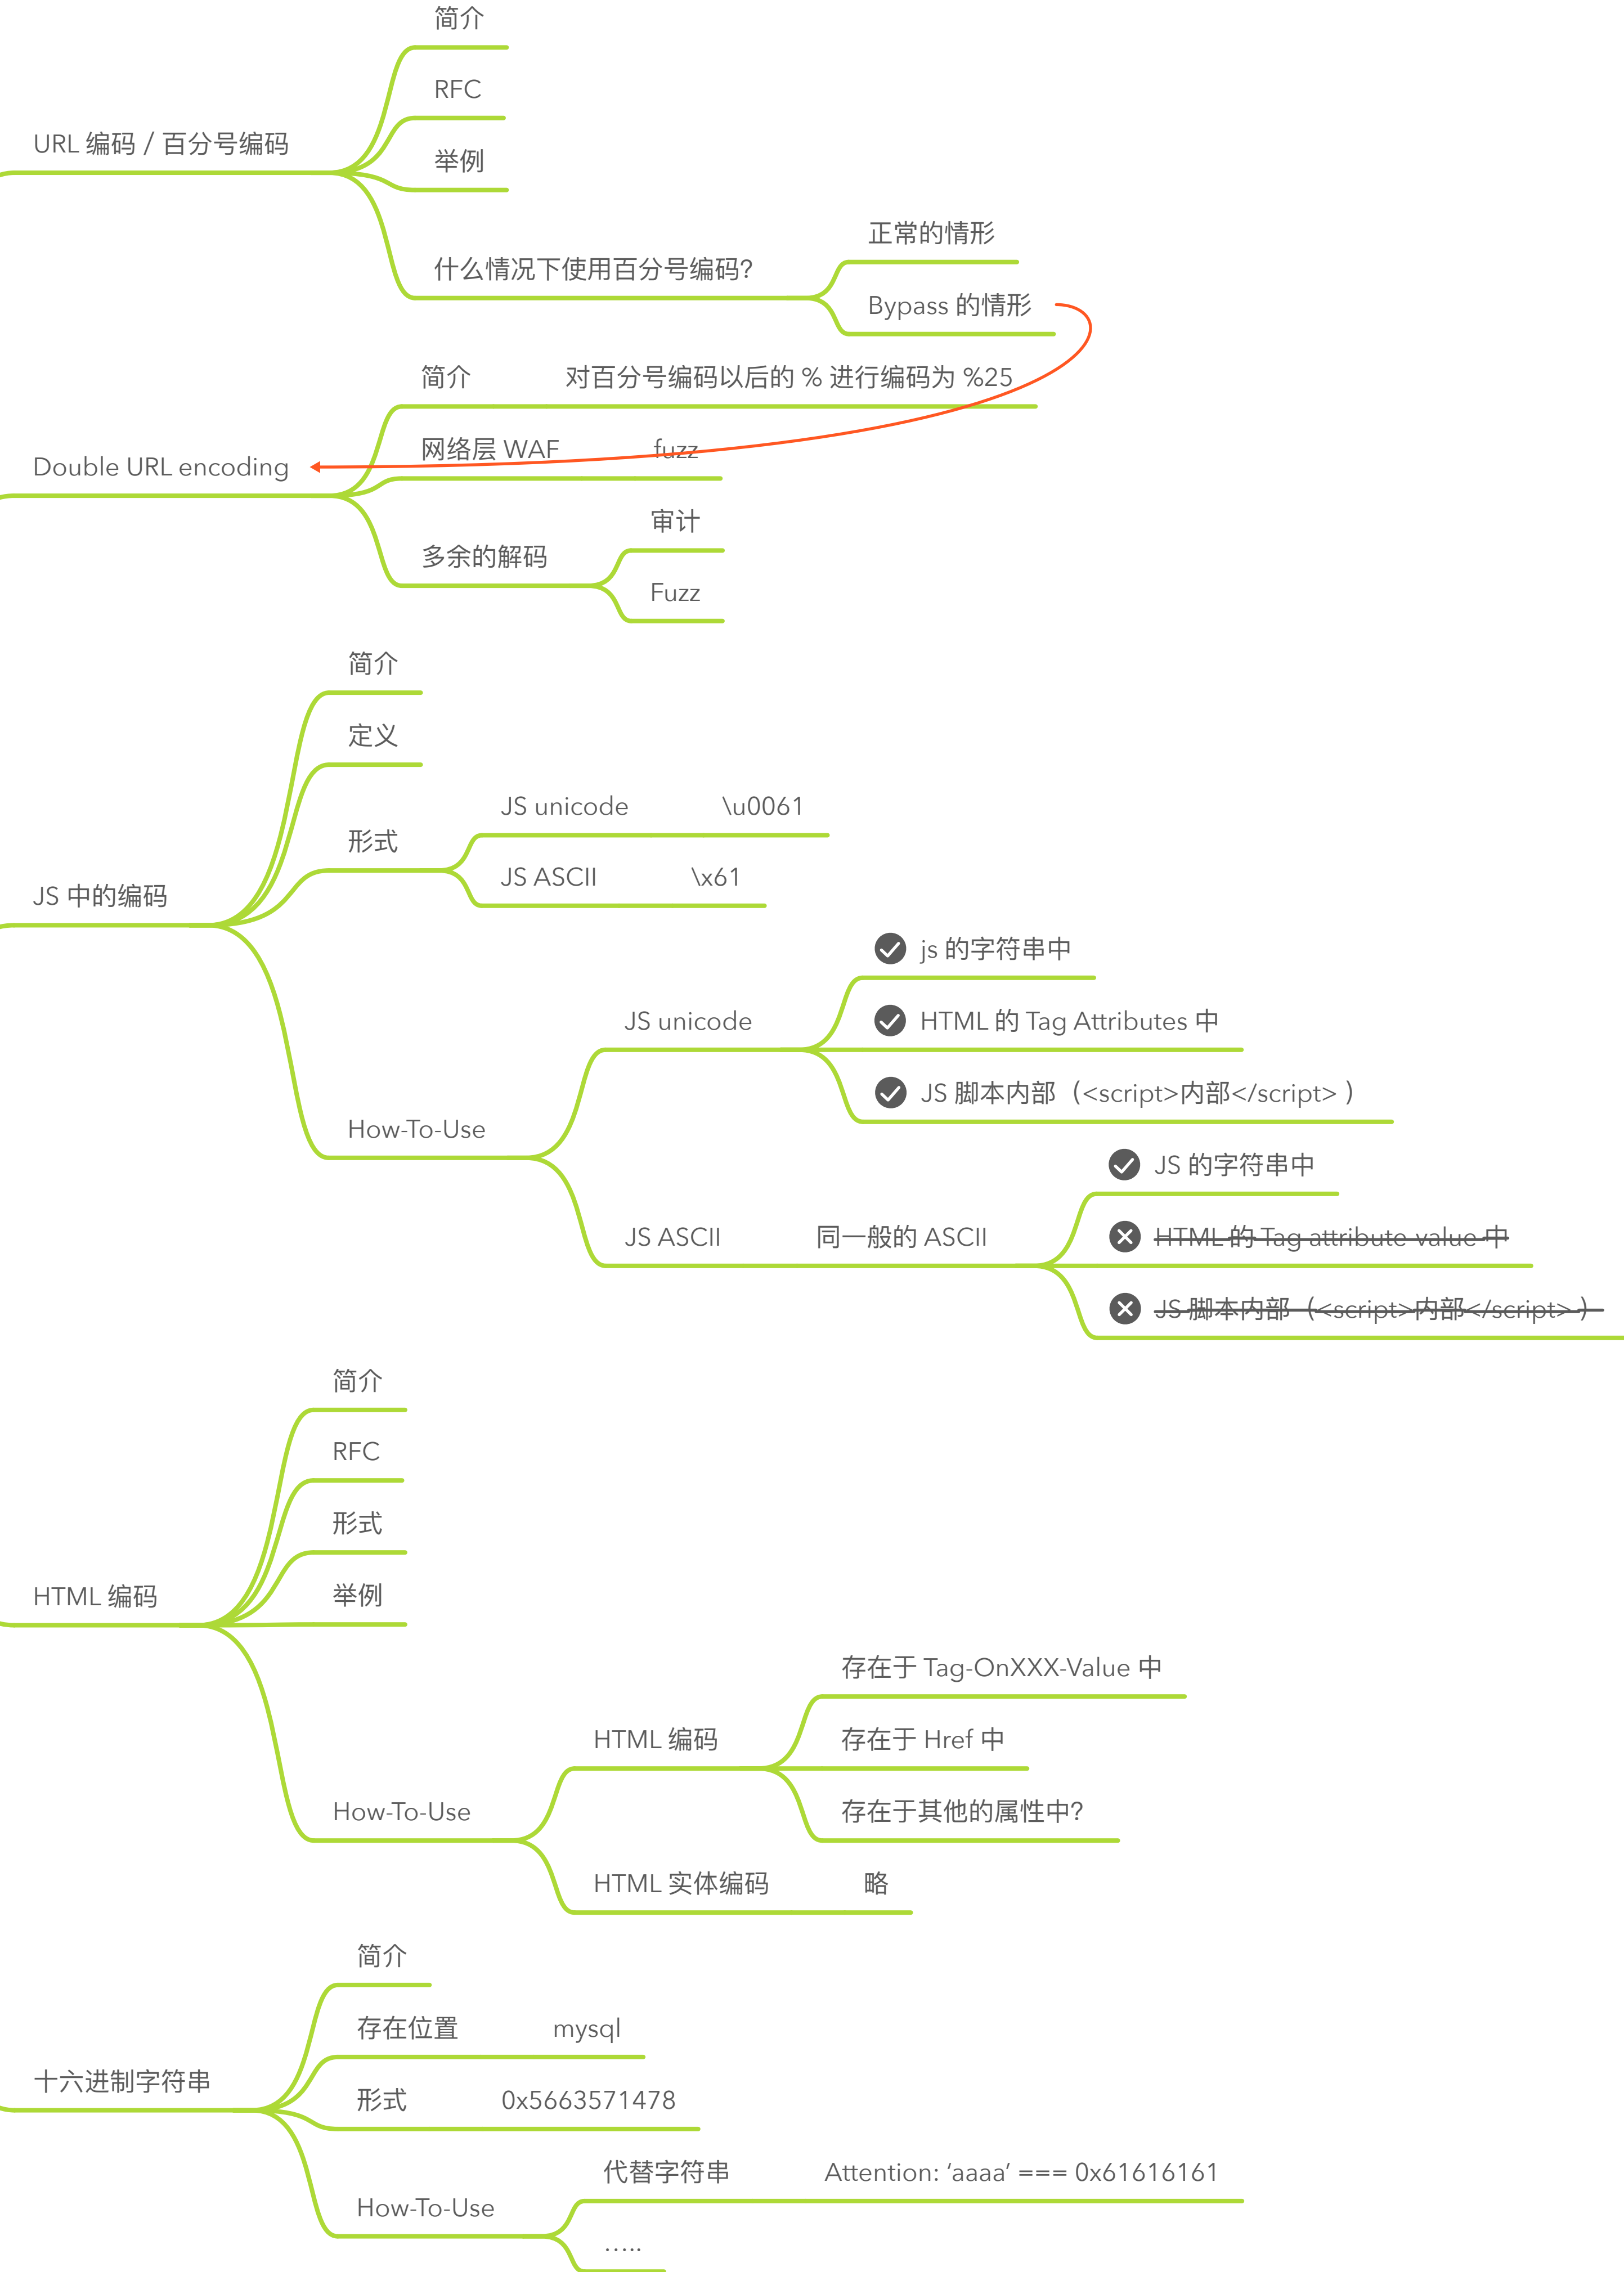 简介
RFC
URL 编码 / 百分号编码
举例
正常的情形
什么情况下使用百分号编码?
Bypass 的情形
简介 对百分号编码以后的 % 进行编码为 %25
网络层 WAF fuzz
Double URL encoding
审计
多余的解码
Fuzz
简介
定义
JS unicode \u0061
形式
JS ASCII \x61
JS 中的编码
js 的字符串中
JS unicode HTML 的 Tag Attributes 中
JS 脚本内部（<script>内部</script> ）
How-To-Use
JS 的字符串中
JS ASCII 同一般的 ASCII HTML 的 Tag attribute value 中
JS 脚本内部（<script>内部</script> ）
简介
RFC
形式
HTML 编码 举例
存在于 Tag-OnXXX-Value 中
HTML 编码 存在于 Href 中
How-To-Use 存在于其他的属性中?
HTML 实体编码 略
简介
存在位置 mysql
十六进制字符串
形式 0x5663571478
代替字符串 Attention: ‘aaaa’ === 0x61616161
How-To-Use
…..